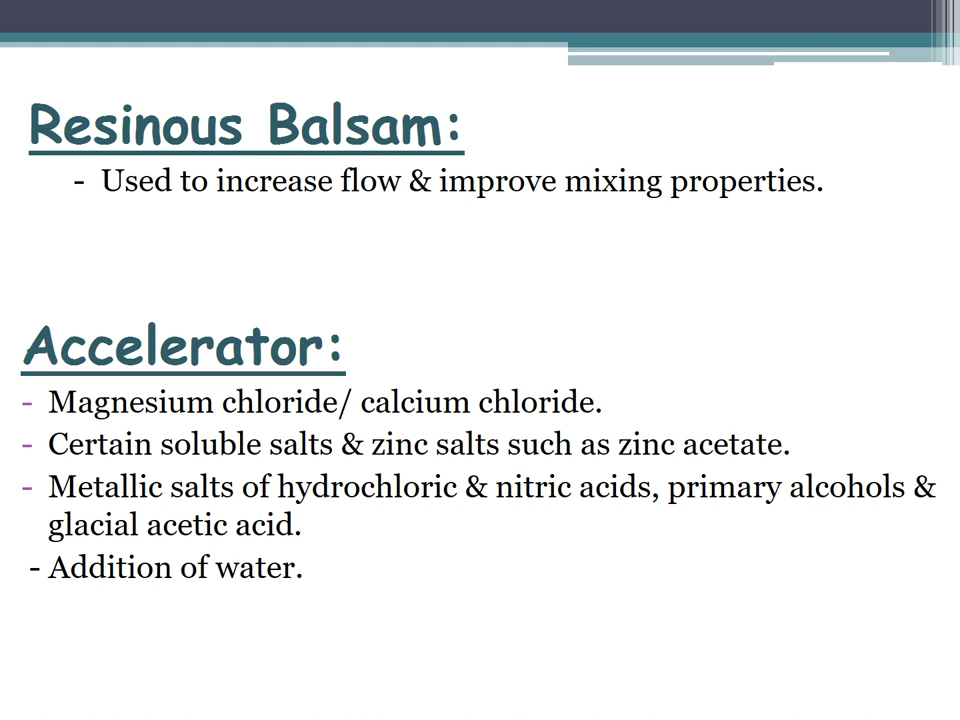 Resinous Balsam:
- Used to increase flow & improve mixing properties.
Accelerator:
- Magnesium chloride/ calcium chloride.
- Certain soluble salts & zinc salts such as zinc acetate.
- Metallic salts of hydrochloric & nitric acids, primary alcohols &
glacial acetic acid.
- Addition of water.